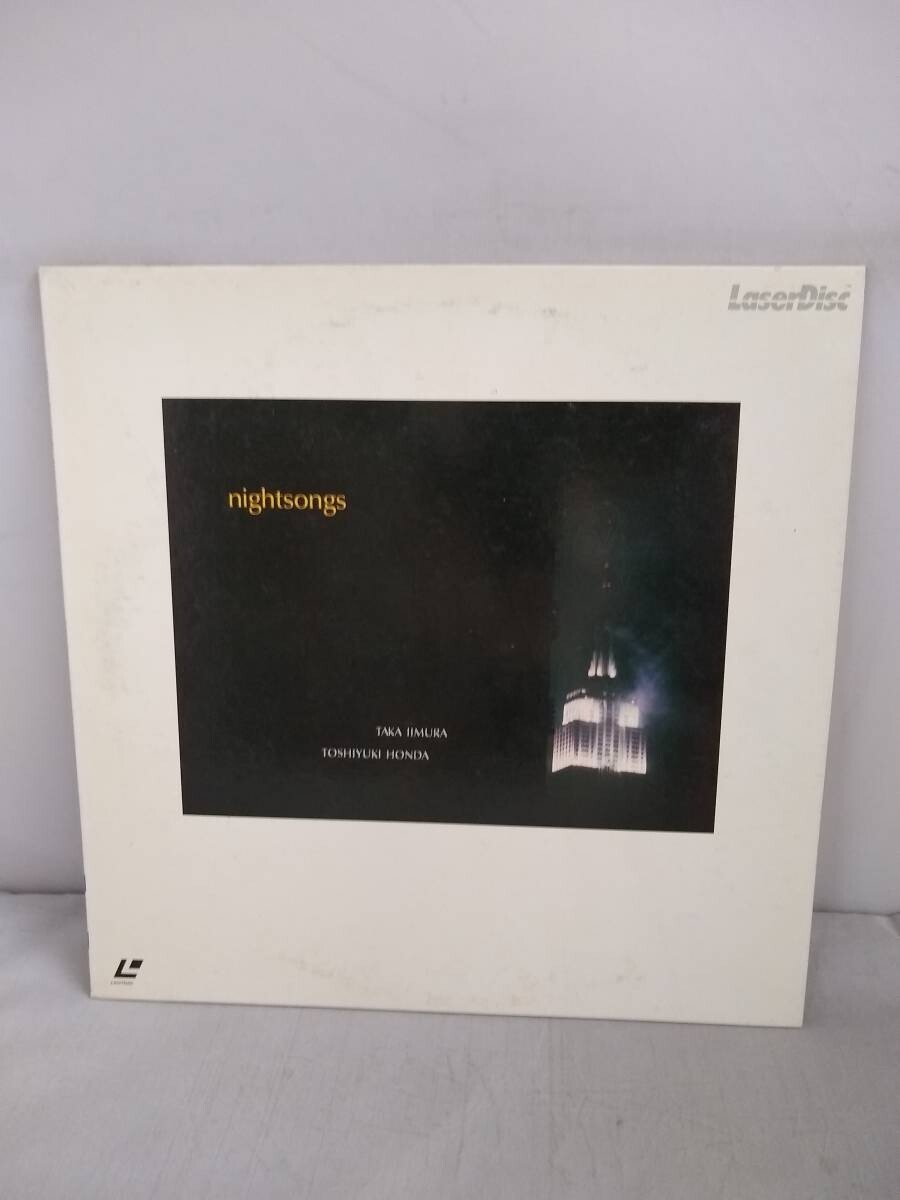 LaserDisc
nightsongs
TAKA IIMURA
TOSHIYUKI HONDA